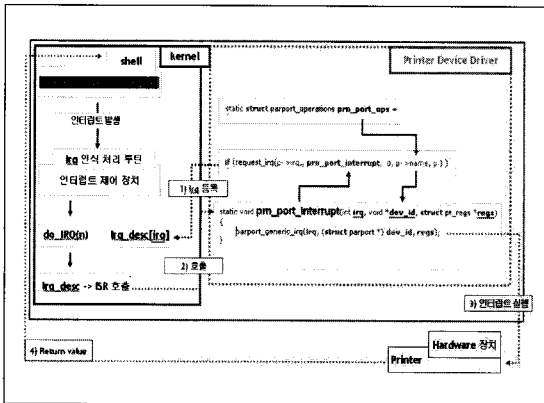 shell
kernel
Printer Device Driver
인터럽트 발생
Irq 인식 처리 루틴
인터럽트 제어 장치
do_IRQ(n)
Irq_desc[irq]
Irq_desc -> ISR 호출
static struct parport_operations prn_port_ops =
if (request_irq(p->irq, prn_port_interrupt, 0, p->name, p) )
static void prn_port_interrupt(int irq, void *dev_id, struct pt_regs *regs)
{
parport_generic_irq(irq, (struct parport *) dev_id, regs);
}
1) Irq 등록
2) 호출
3) 인터럽트 실행
4) Return value
Hardware 장치
Printer